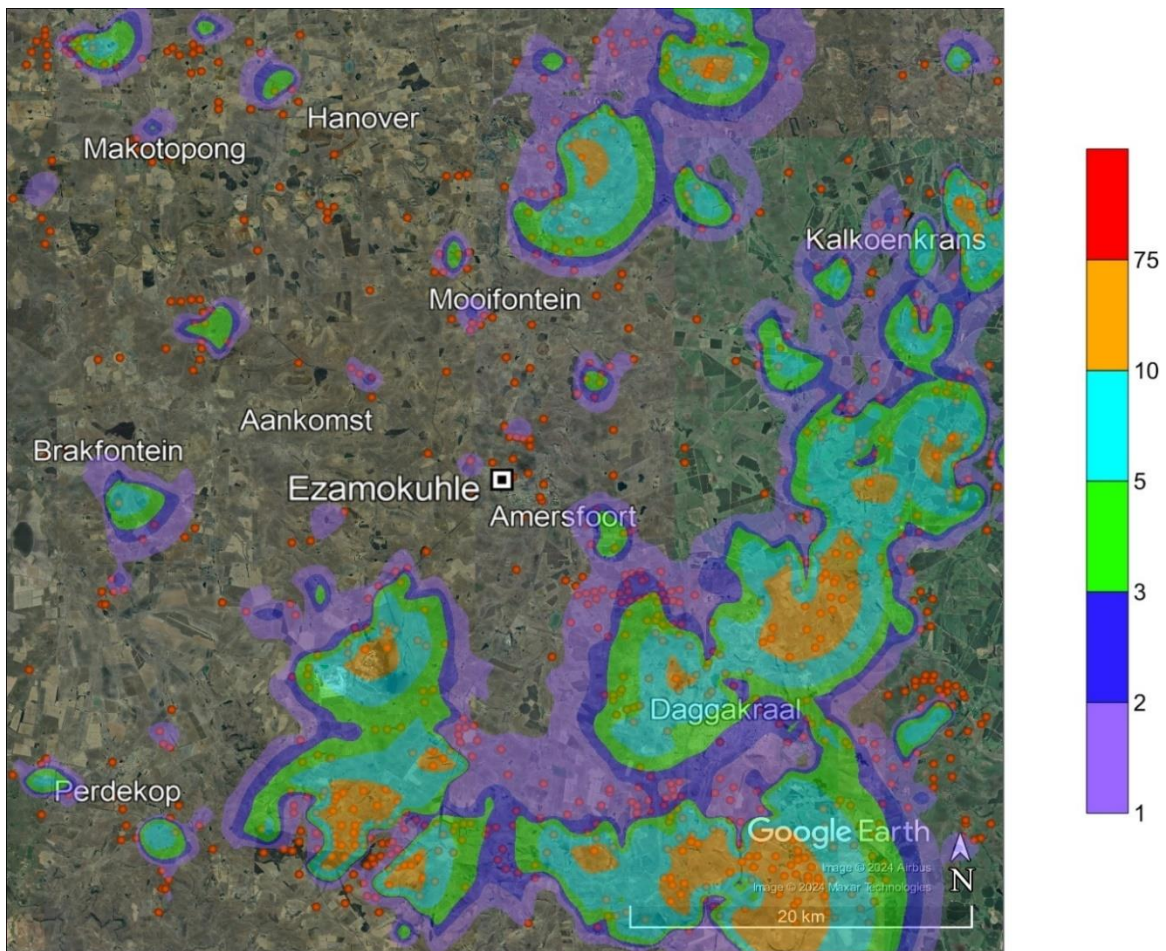 Hanover
Makotopong
Kalkoenkrans
Mooifontein
Aankomst
Brakfontein
Ezamokuhle
Amersfoort
Daggakraal
Perdekop
Google Earth
Image © 2024 Airbus
Image © 2024 Maxar Technologies
N
20 km
75
10
5
3
2
1